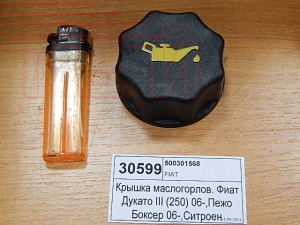 30599
500301568
FIAT
Крышка маслогорлов. Фиат
Дукато III (250) 06-,Пежо
Боксер 06-,Ситроен